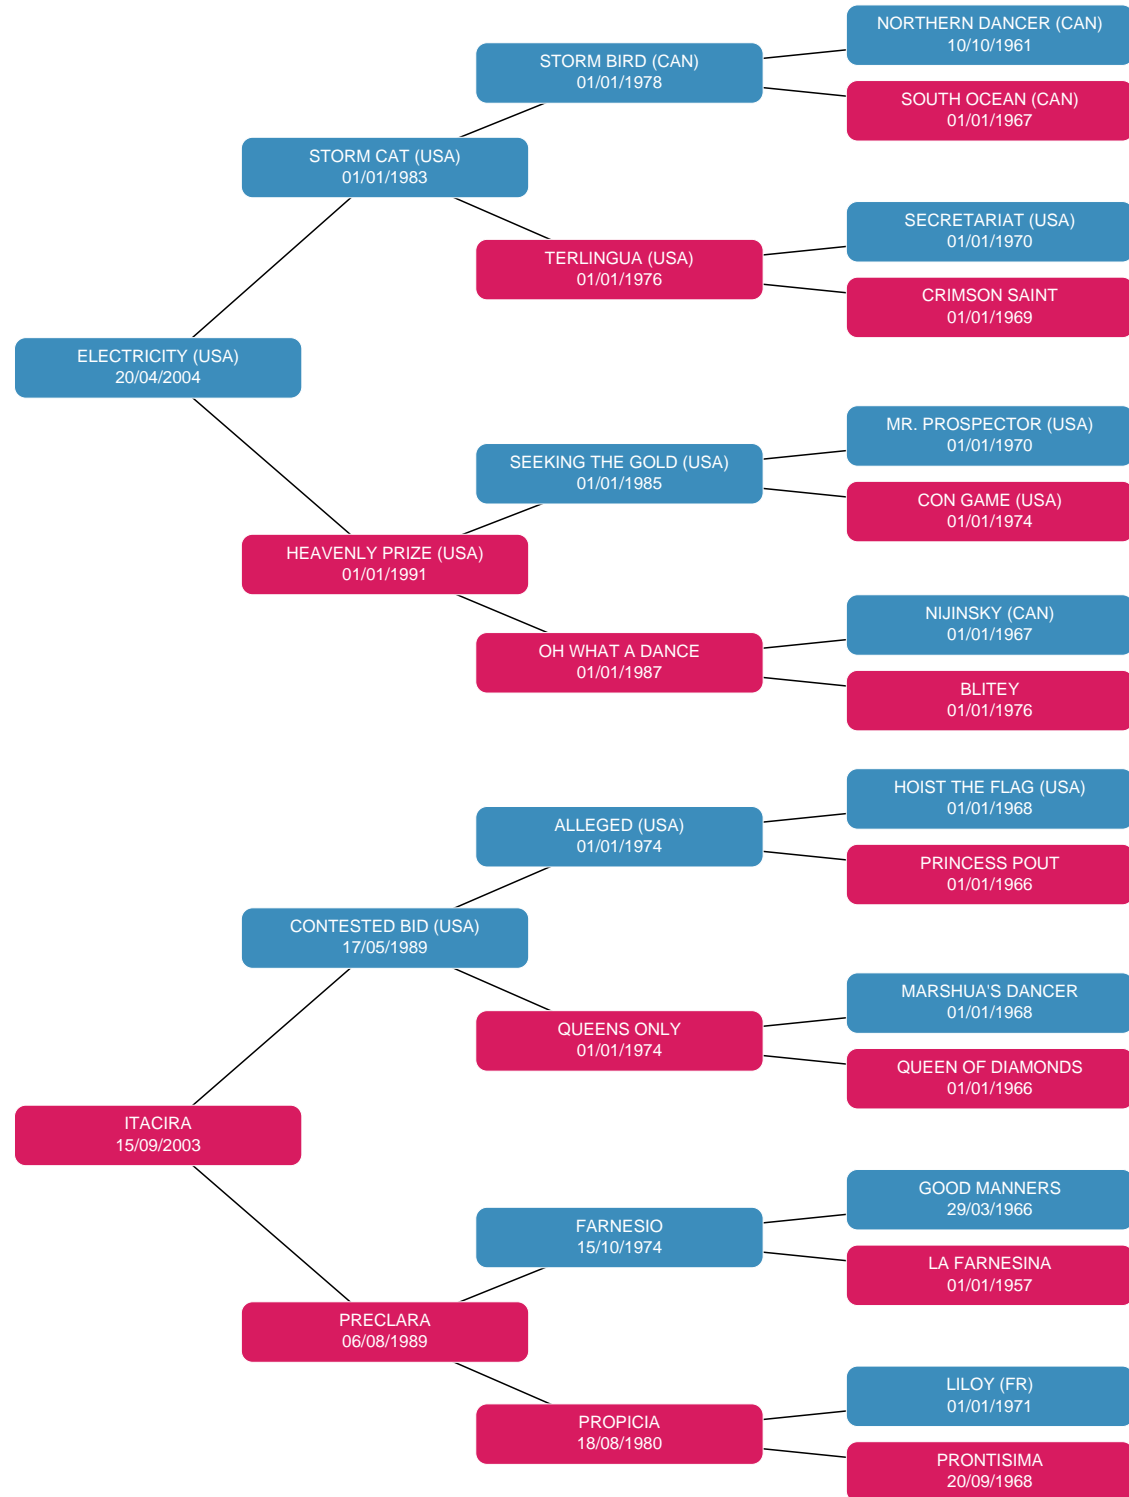 NORTHERN DANCER (CAN)
10/10/1961
STORM BIRD (CAN)
01/01/1978
SOUTH OCEAN (CAN)
01/01/1967
STORM CAT (USA)
01/01/1983
SECRETARIAT (USA)
01/01/1970
TERLINGUA (USA)
01/01/1976
CRIMSON SAINT
01/01/1969
ELECTRICITY (USA)
20/04/2004
MR. PROSPECTOR (USA)
01/01/1970
SEEKING THE GOLD (USA)
01/01/1985
CON GAME (USA)
01/01/1974
HEAVENLY PRIZE (USA)
01/01/1991
NIJINSKY (CAN)
01/01/1967
OH WHAT A DANCE
01/01/1987
BLITEY
01/01/1976
HOIST THE FLAG (USA)
01/01/1968
ALLEGED (USA)
01/01/1974
PRINCESS POUT
01/01/1966
CONTESTED BID (USA)
17/05/1989
MARSHUA'S DANCER
01/01/1968
QUEENS ONLY
01/01/1974
QUEEN OF DIAMONDS
01/01/1966
ITACIRA
15/09/2003
GOOD MANNERS
29/03/1966
FARNESIO
15/10/1974
LA FARNESINA
01/01/1957
PRECLARA
06/08/1989
LILOY (FR)
01/01/1971
PROPICIA
18/08/1980
PRONTISIMA
20/09/1968